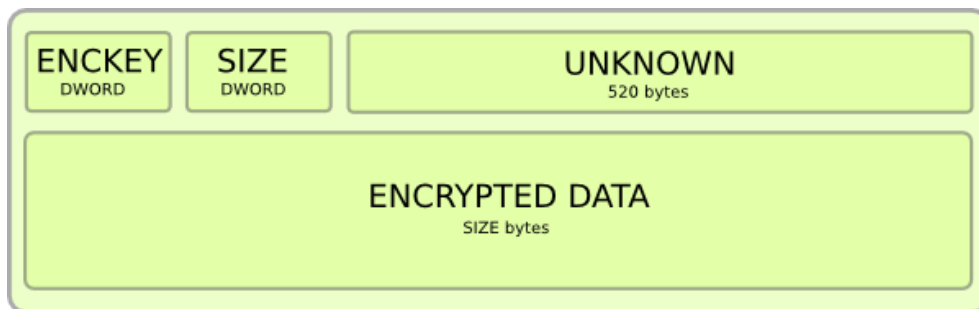 ENCKEY
DWORD
SIZE
DWORD
UNKNOWN
520 bytes
ENCRYPTED DATA
SIZE bytes